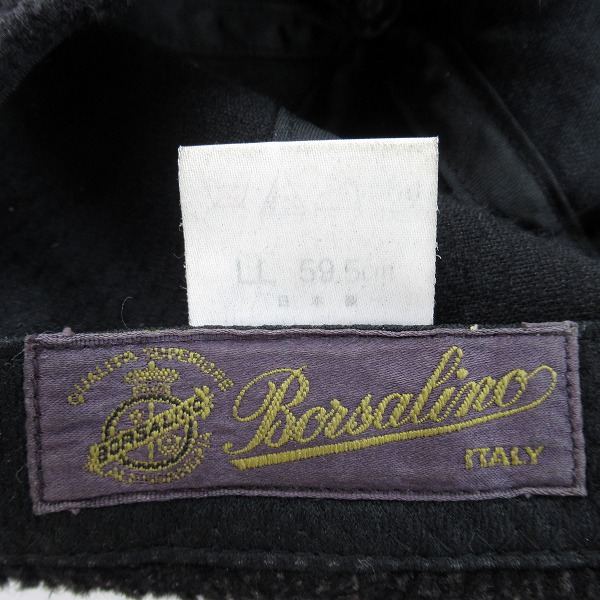 LL 59.5cm
日本製
QUALITA SUPERIORE
BORSALINO
Borsalino
ITALY